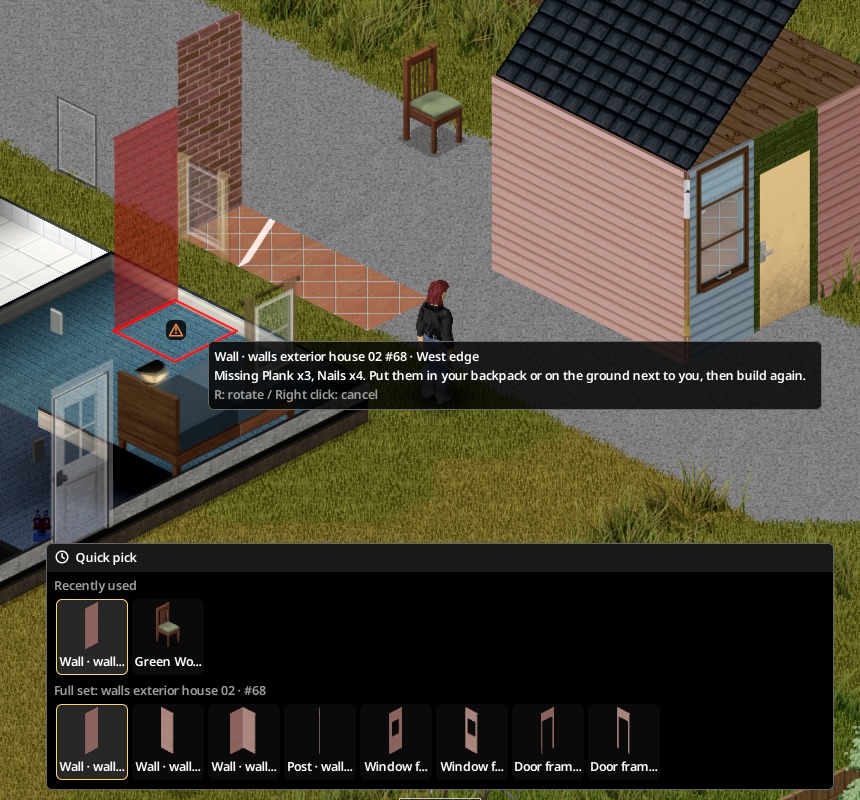 Wall · walls exterior house 02 #68 · West edge
Missing Plank x3, Nails x4. Put them in your backpack or on the ground next to you, then build again.
R: rotate / Right click: cancel
Quick pick
Recently used
Wall · wall... Green Wo...
Full set: walls exterior house 02 · #68
Wall · wall... Wall · wall... Wall · wall... Post · wall... Window f... Window f... Door fram... Door fram...